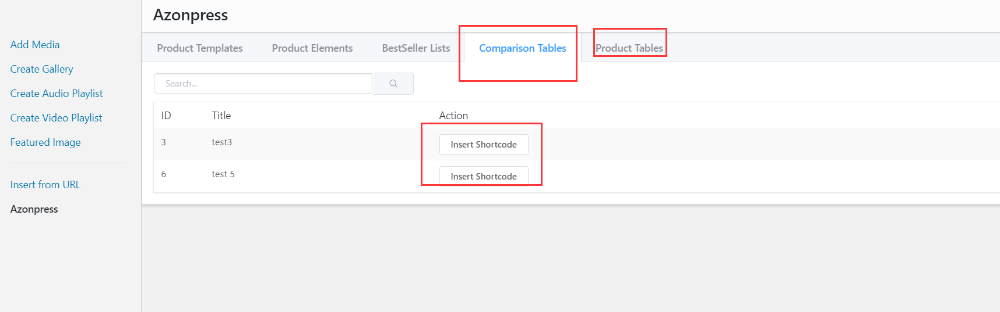 Azonpress
Add Media
Create Gallery
Create Audio Playlist
Create Video Playlist
Featured Image
Insert from URL
Azonpress
Product Templates Product Elements BestSeller Lists Comparison Tables Product Tables
Search...
ID Title Action
3 test3 Insert Shortcode
6 test 5 Insert Shortcode